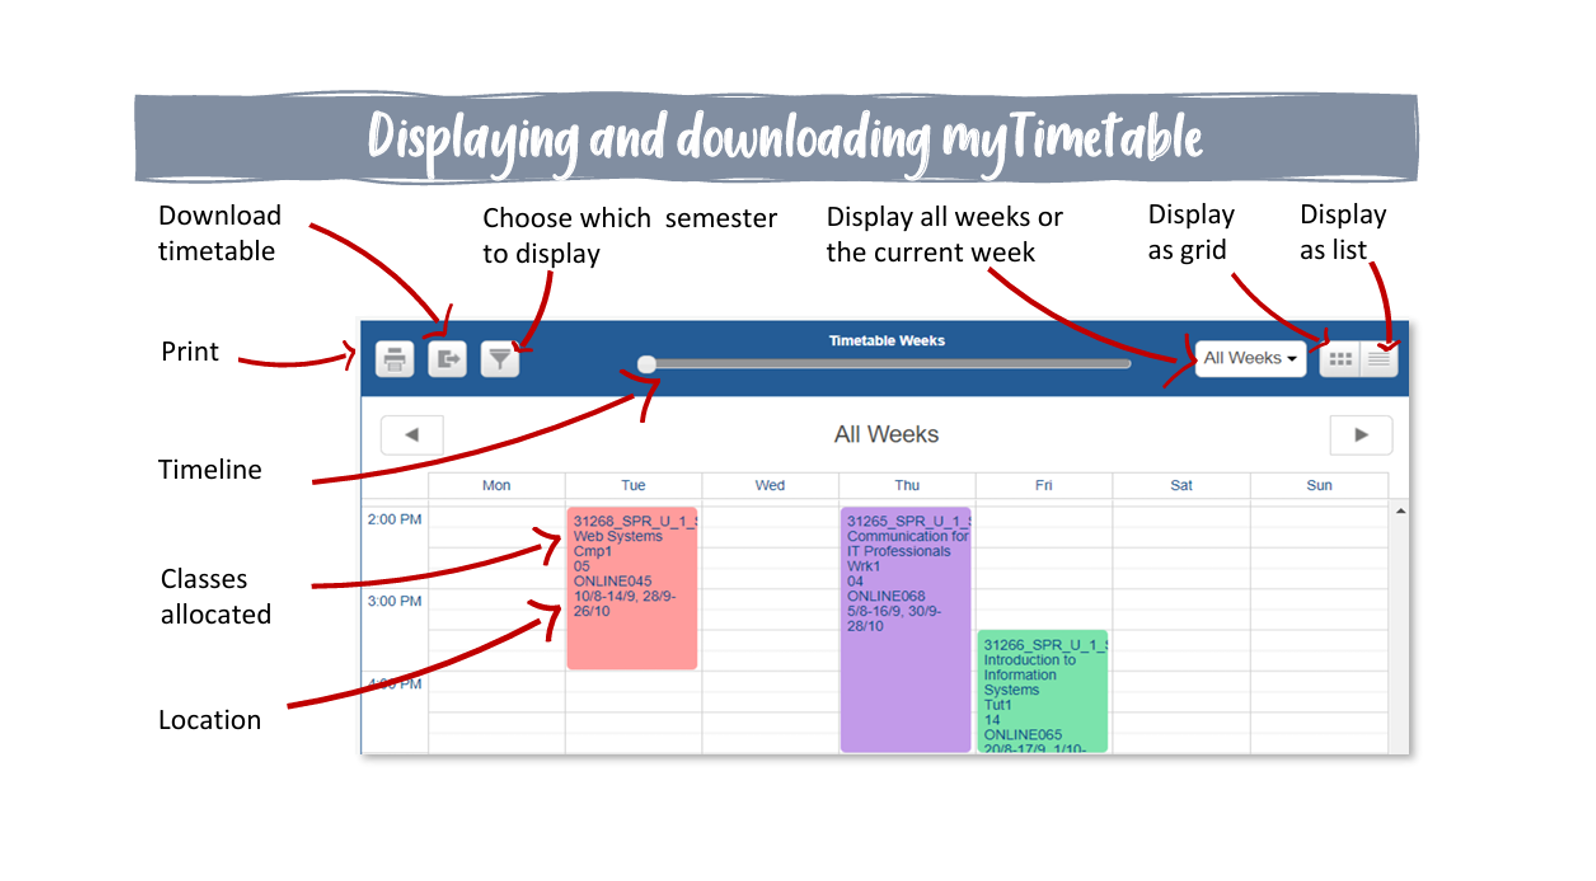 Displaying and downloading myTimetable
Download
timetable
Choose which semester
to display
Display all weeks or
the current week
Display
as grid
Display
as list
Print
Timetable Weeks
All Weeks
All Weeks
Timeline
Mon Tue Wed Thu Fri Sat Sun
2:00 PM
3:00 PM
4:00 PM
31268_SPR_U_1_S
Web Systems
Cmp1
05
ONLINE045
10/8-14/9, 28/9-
26/10
31265_SPR_U_1_S
Communication for
IT Professionals
Wrk1
04
ONLINE068
5/8-16/9, 30/9-
28/10
31266_SPR_U_1_S
Introduction to
Information
Systems
Tut1
14
ONLINE065
20/8-17/9, 1/10-
Classes
allocated
Location